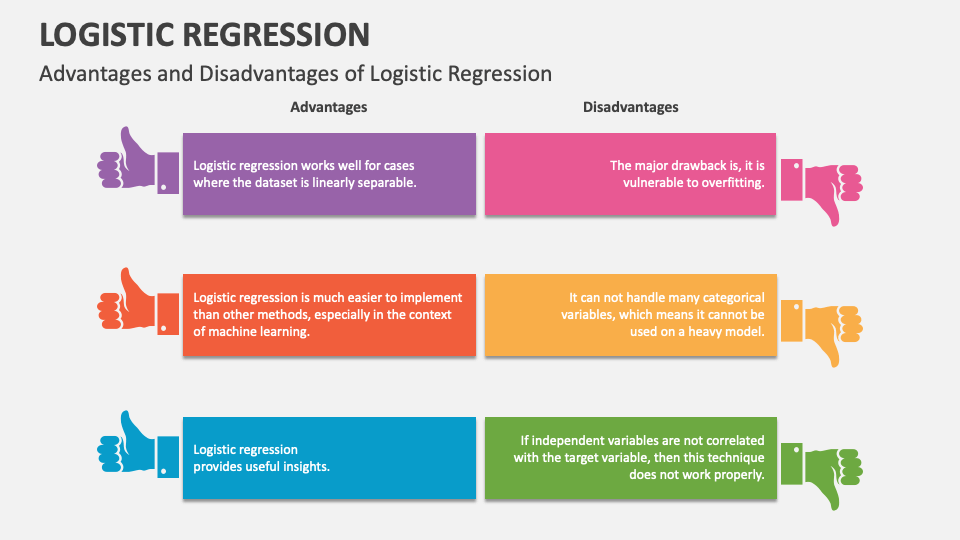 LOGISTIC REGRESSION
Advantages and Disadvantages of Logistic Regression
Advantages
Disadvantages
Logistic regression works well for cases
where the dataset is linearly separable.
The major drawback is, it is
vulnerable to overfitting.
Logistic regression is much easier to implement
than other methods, especially in the context
of machine learning.
It can not handle many categorical
variables, which means it cannot be
used on a heavy model.
Logistic regression
provides useful insights.
If independent variables are not correlated
with the target variable, then this technique
does not work properly.